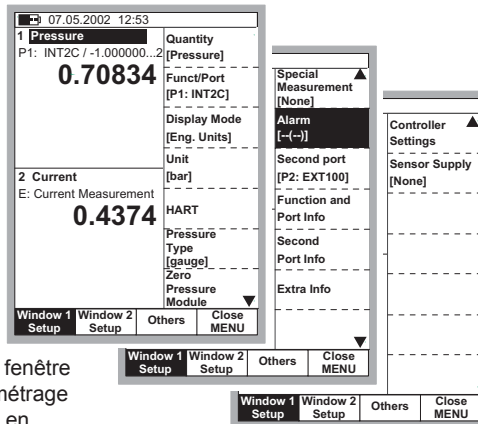 07.05.2002 12:53
1 Pressure
P1: INT2C / -1.000000...2
0.70834
2 Current
E: Current Measurement
0.4374
Quantity
[Pressure]
Funct/Port
[P1: INT2C]
Display Mode
[Eng. Units]
Unit
[bar]
HART
Pressure
Type
[gauge]
Zero
Pressure
Module
Window 1 Setup
Window 2 Setup
Others
Close MENU
Special
Measurement
[None]
Alarm
[--(--)]
Second port
[P2: EXT100]
Function and
Port Info
Second
Port Info
Extra Info
Window 1 Setup
Window 2 Setup
Others
Close MENU
Controller
Settings
Sensor Supply
[None]
Window 1 Setup
Window 2 Setup
Others
Close MENU
fenêtre
métrage
en